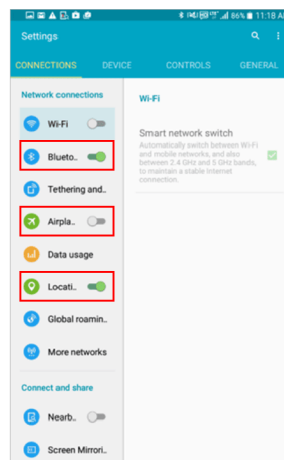 86% 11:18 A
Settings
CONNECTIONS DEVICE CONTROLS GENERAL
Network connections
Wi-Fi
Blueto..
Tethering and..
Airpla..
Data usage
Locati..
Global roamin..
More networks
Connect and share
Nearb..
Screen Mirrori..
Wi-Fi
Smart network switch
Automatically switch between Wi-Fi
and mobile networks, and also
between 2.4 GHz and 5 GHz bands,
to maintain a stable Internet
connection.